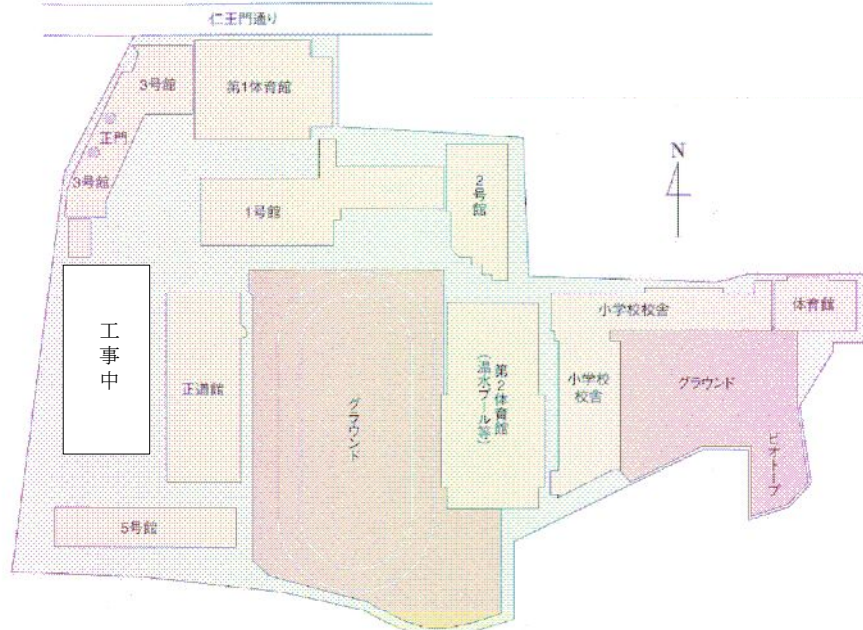 仁王門通り
3号館
第1体育館
正門
3号館
1号館
2号館
N
工事中
正道館
グラウンド
第2体育館
(温水プール等)
小学校校舎
体育館
小学校
校舎
グラウンド
ビオトープ
5号館